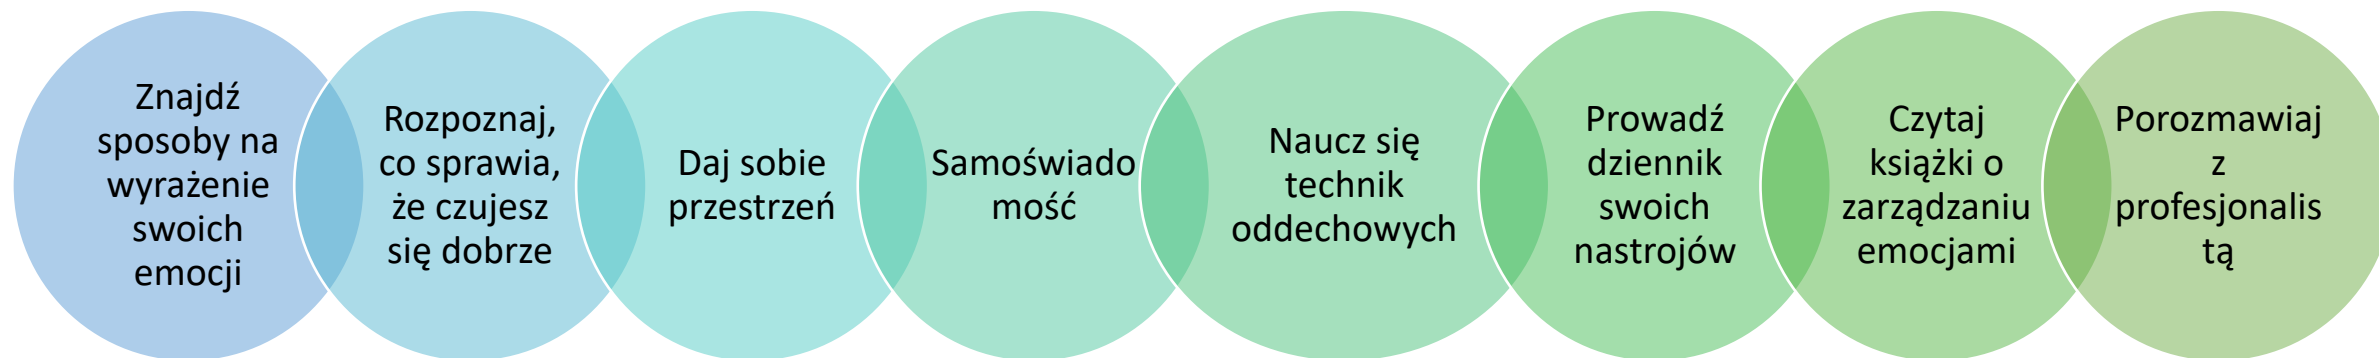 Znajdź
sposoby na
wyrażenie
swoich
emocji
Rozpoznaj,
co sprawia,
że czujesz
się dobrze
Daj sobie
przestrzeń
Samoświado
mość
Naucz się
technik
oddechowych
Prowadź
dziennik
swoich
nastrojów
Czytaj
książki o
zarządzaniu
emocjami
Porozmawiaj
z
profesjonalis
tą